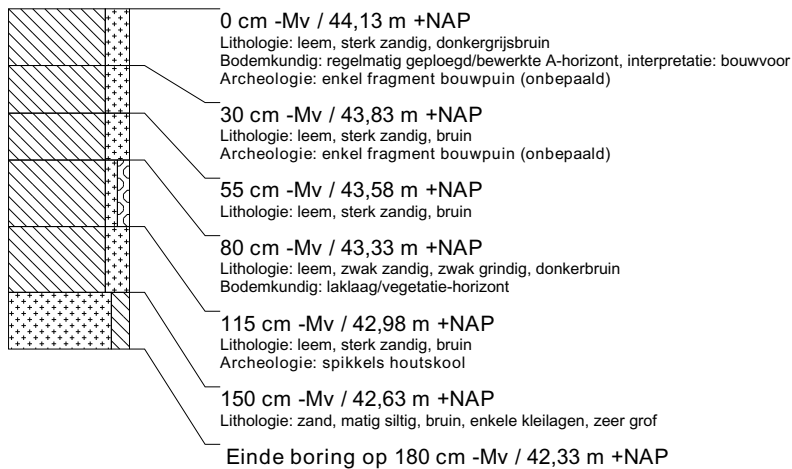 0 cm -Mv / 44,13 m +NAP
Lithologie: leem, sterk zandig, donkergrijsbruin
Bodemkundig: regelmatig geploegd/bewerkte A-horizont, interpretatie: bouwvoor
Archeologie: enkel fragment bouwpuin (onbepaald)
30 cm -Mv / 43,83 m +NAP
Lithologie: leem, sterk zandig, bruin
Archeologie: enkel fragment bouwpuin (onbepaald)
55 cm -Mv / 43,58 m +NAP
Lithologie: leem, sterk zandig, bruin
80 cm -Mv / 43,33 m +NAP
Lithologie: leem, zwak zandig, zwak grindig, donkerbruin
Bodemkundig: laklaag/vegetatie-horizont
115 cm -Mv / 42,98 m +NAP
Lithologie: leem, sterk zandig, bruin
Archeologie: spikkels houtskool
150 cm -Mv / 42,63 m +NAP
Lithologie: zand, matig siltig, bruin, enkele kleilagen, zeer grof
Einde boring op 180 cm -Mv / 42,33 m +NAP